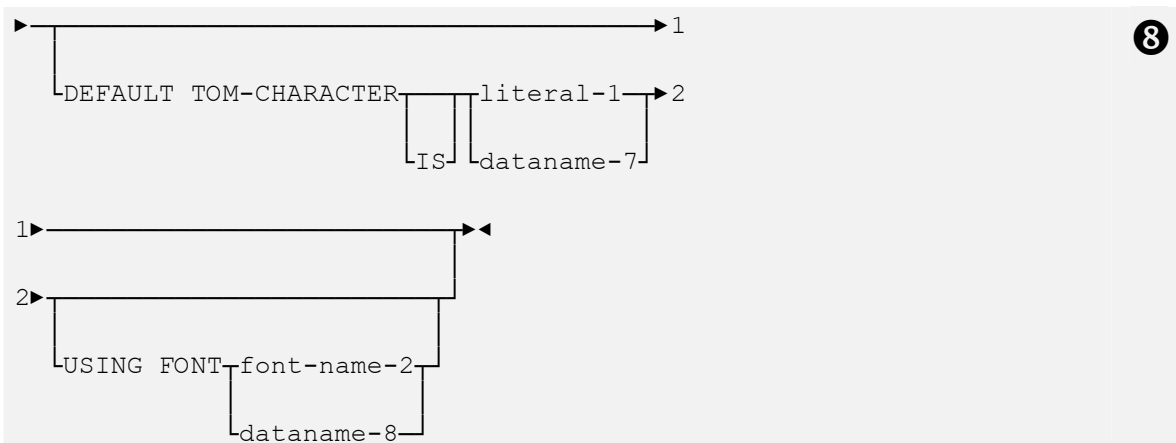 1
❽
DEFAULT TOM-CHARACTER literal-1 2
IS dataname-7
1
2
USING FONT font-name-2
dataname-8